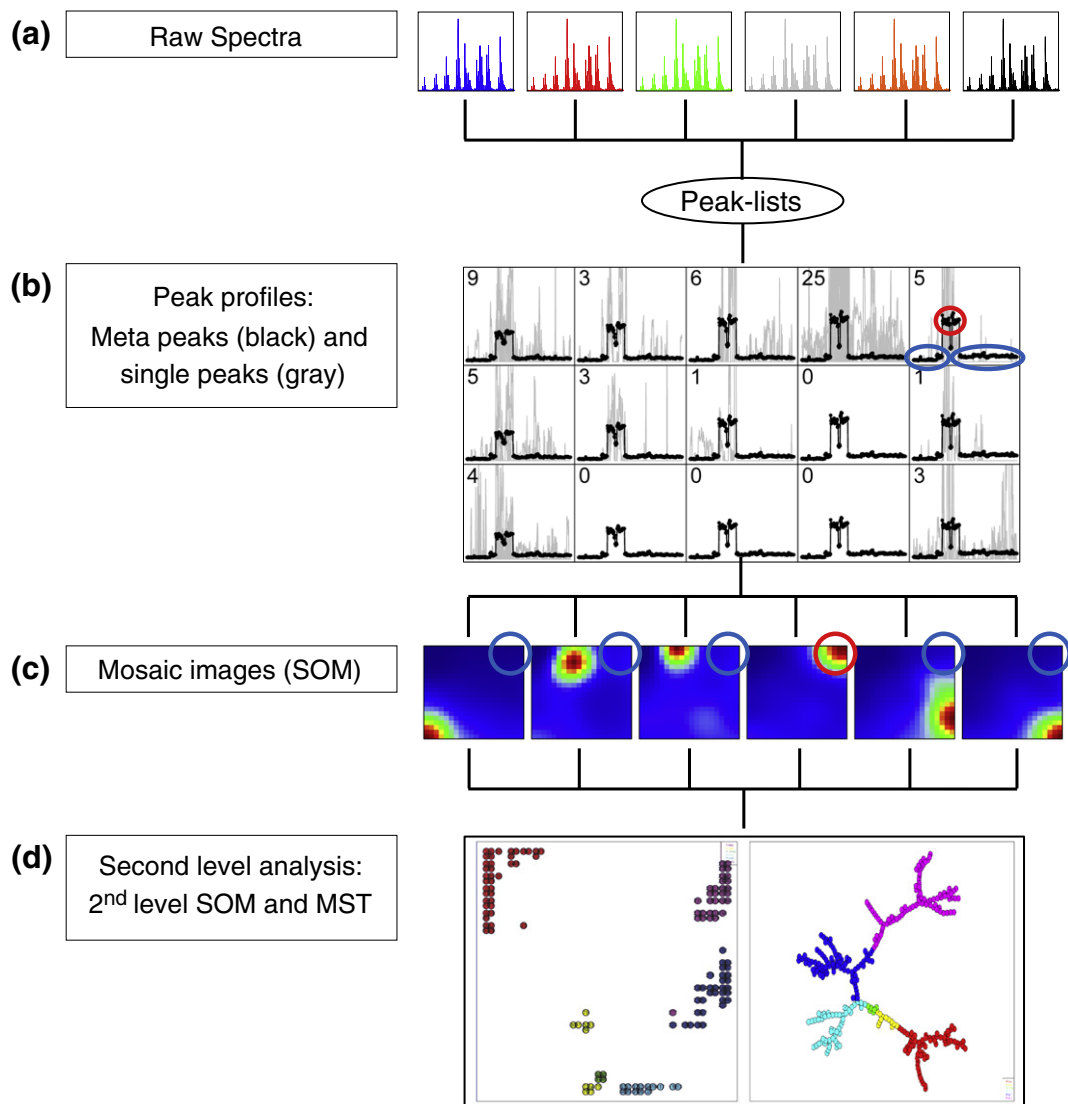 (a) Raw Spectra
Peak-lists
(b) Peak profiles:
Meta peaks (black) and
single peaks (gray)
9 3 6 25 5
5 3 1 0 1
4 0 0 0 3
(c) Mosaic images (SOM)
(d) Second level analysis:
2nd level SOM and MST